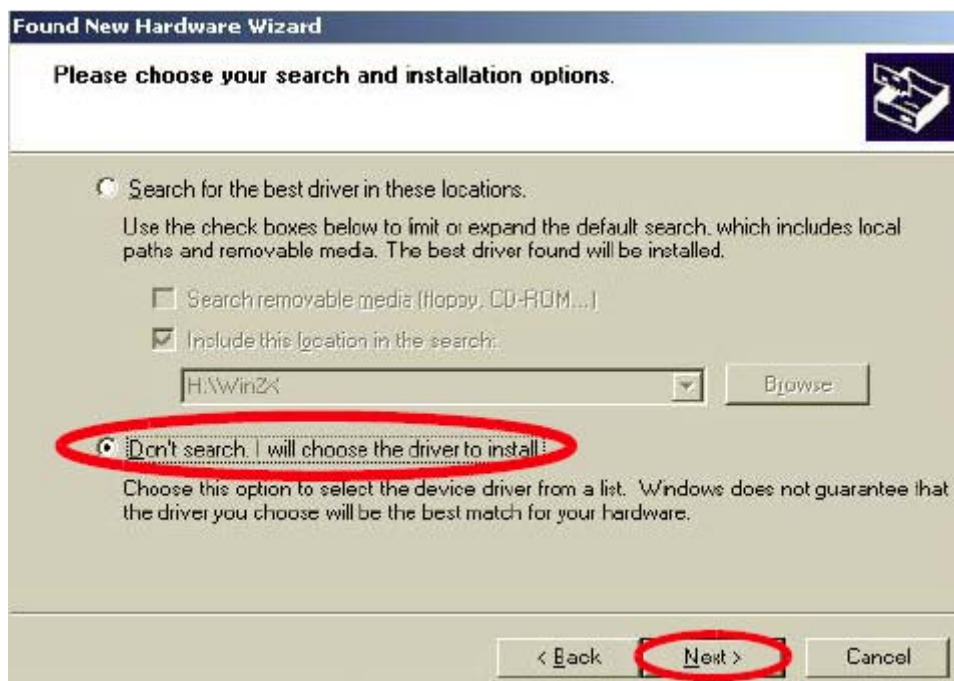 Found New Hardware Wizard
Please choose your search and installation options.
Search for the best driver in these locations.
Use the check boxes below to limit or expand the default search, which includes local
paths and removable media. The best driver found will be installed.
Search removable media (floppy, CD-ROM...)
Include this location in the search:
H:\Win2K
Browse
Don't search. I will choose the driver to install.
Choose this option to select the device driver from a list. Windows does not guarantee that
the driver you choose will be the best match for your hardware.
< Back
Next >
Cancel